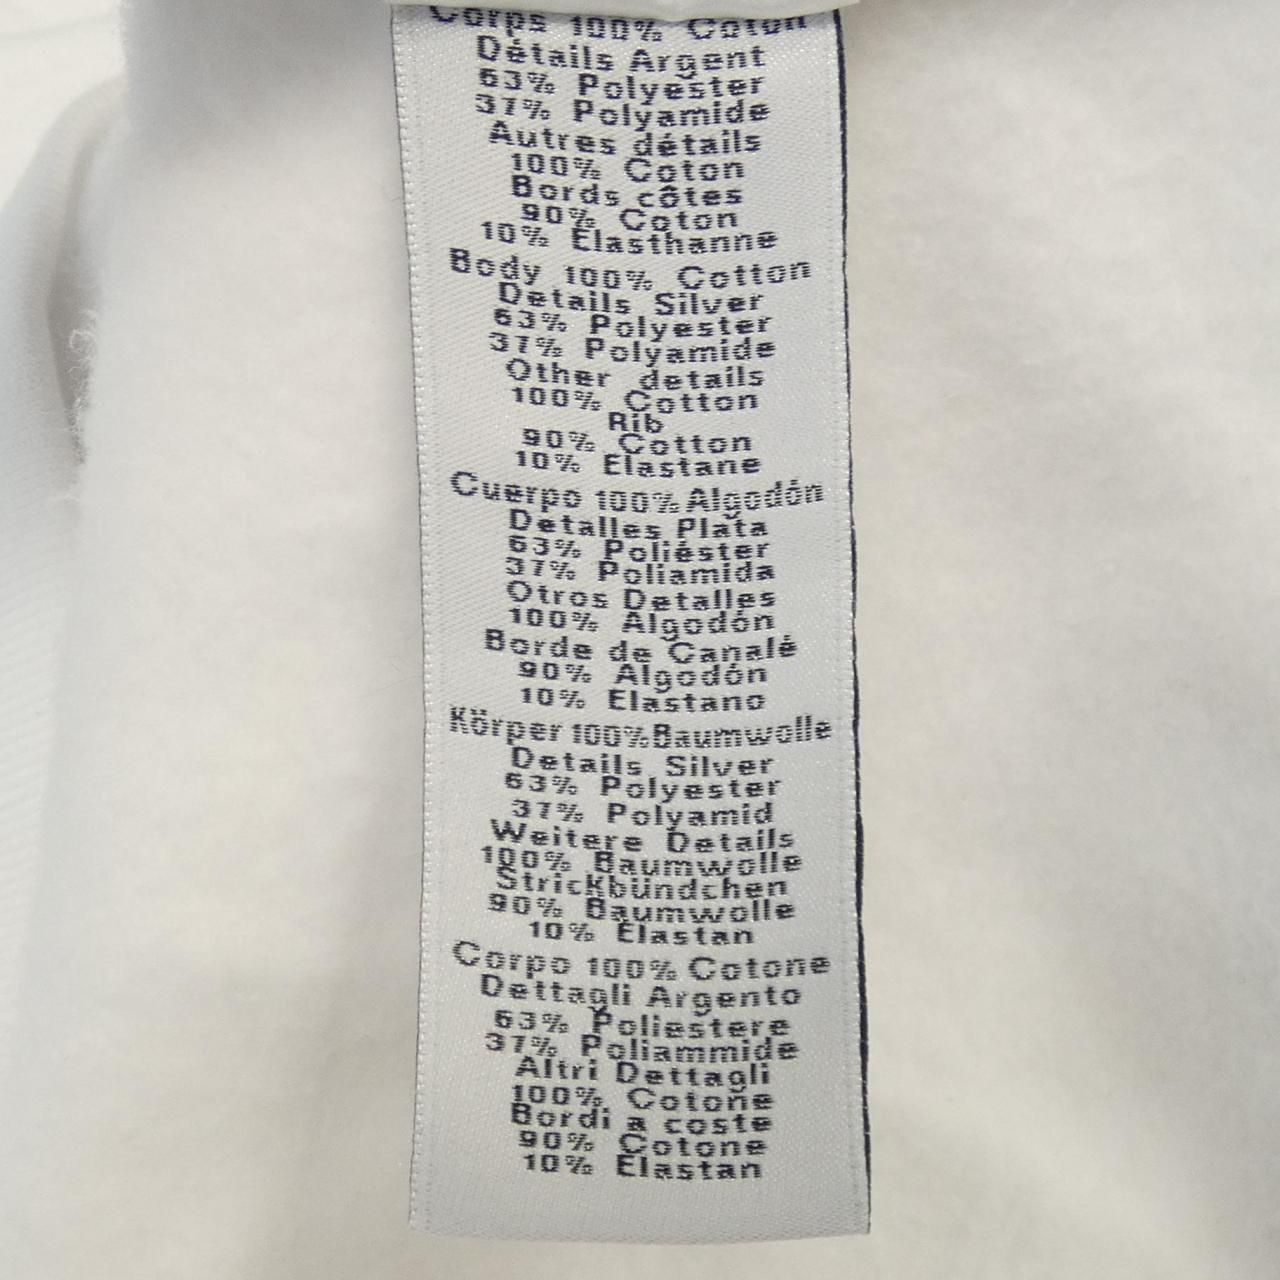 Corps 100% Coton
Détails Argent
63% Polyester
37% Polyamide
Autres détails
100% Coton
Bords côtes
90% Coton
10% Elasthanne
Body 100% Cotton
Details Silver
63% Polyester
37% Polyamide
Other details
100% Cotton
Rib
90% Cotton
10% Elastane
Cuerpo 100% Algodón
Detalles Plata
63% Poliéster
37% Poliamida
Otros Detalles
100% Algodón
Borde de Canalé
90% Algodón
10% Elastano
Körper 100% Baumwolle
Details Silver
63% Polyester
37% Polyamid
Weitere Details
100% Baumwolle
Strickbündchen
90% Baumwolle
10% Elastan
Corpo 100% Cotone
Dettagli Argento
63% Poliestere
37% Poliammide
Altri Dettagli
100% Cotone
Bordi a coste
90% Cotone
10% Elastan